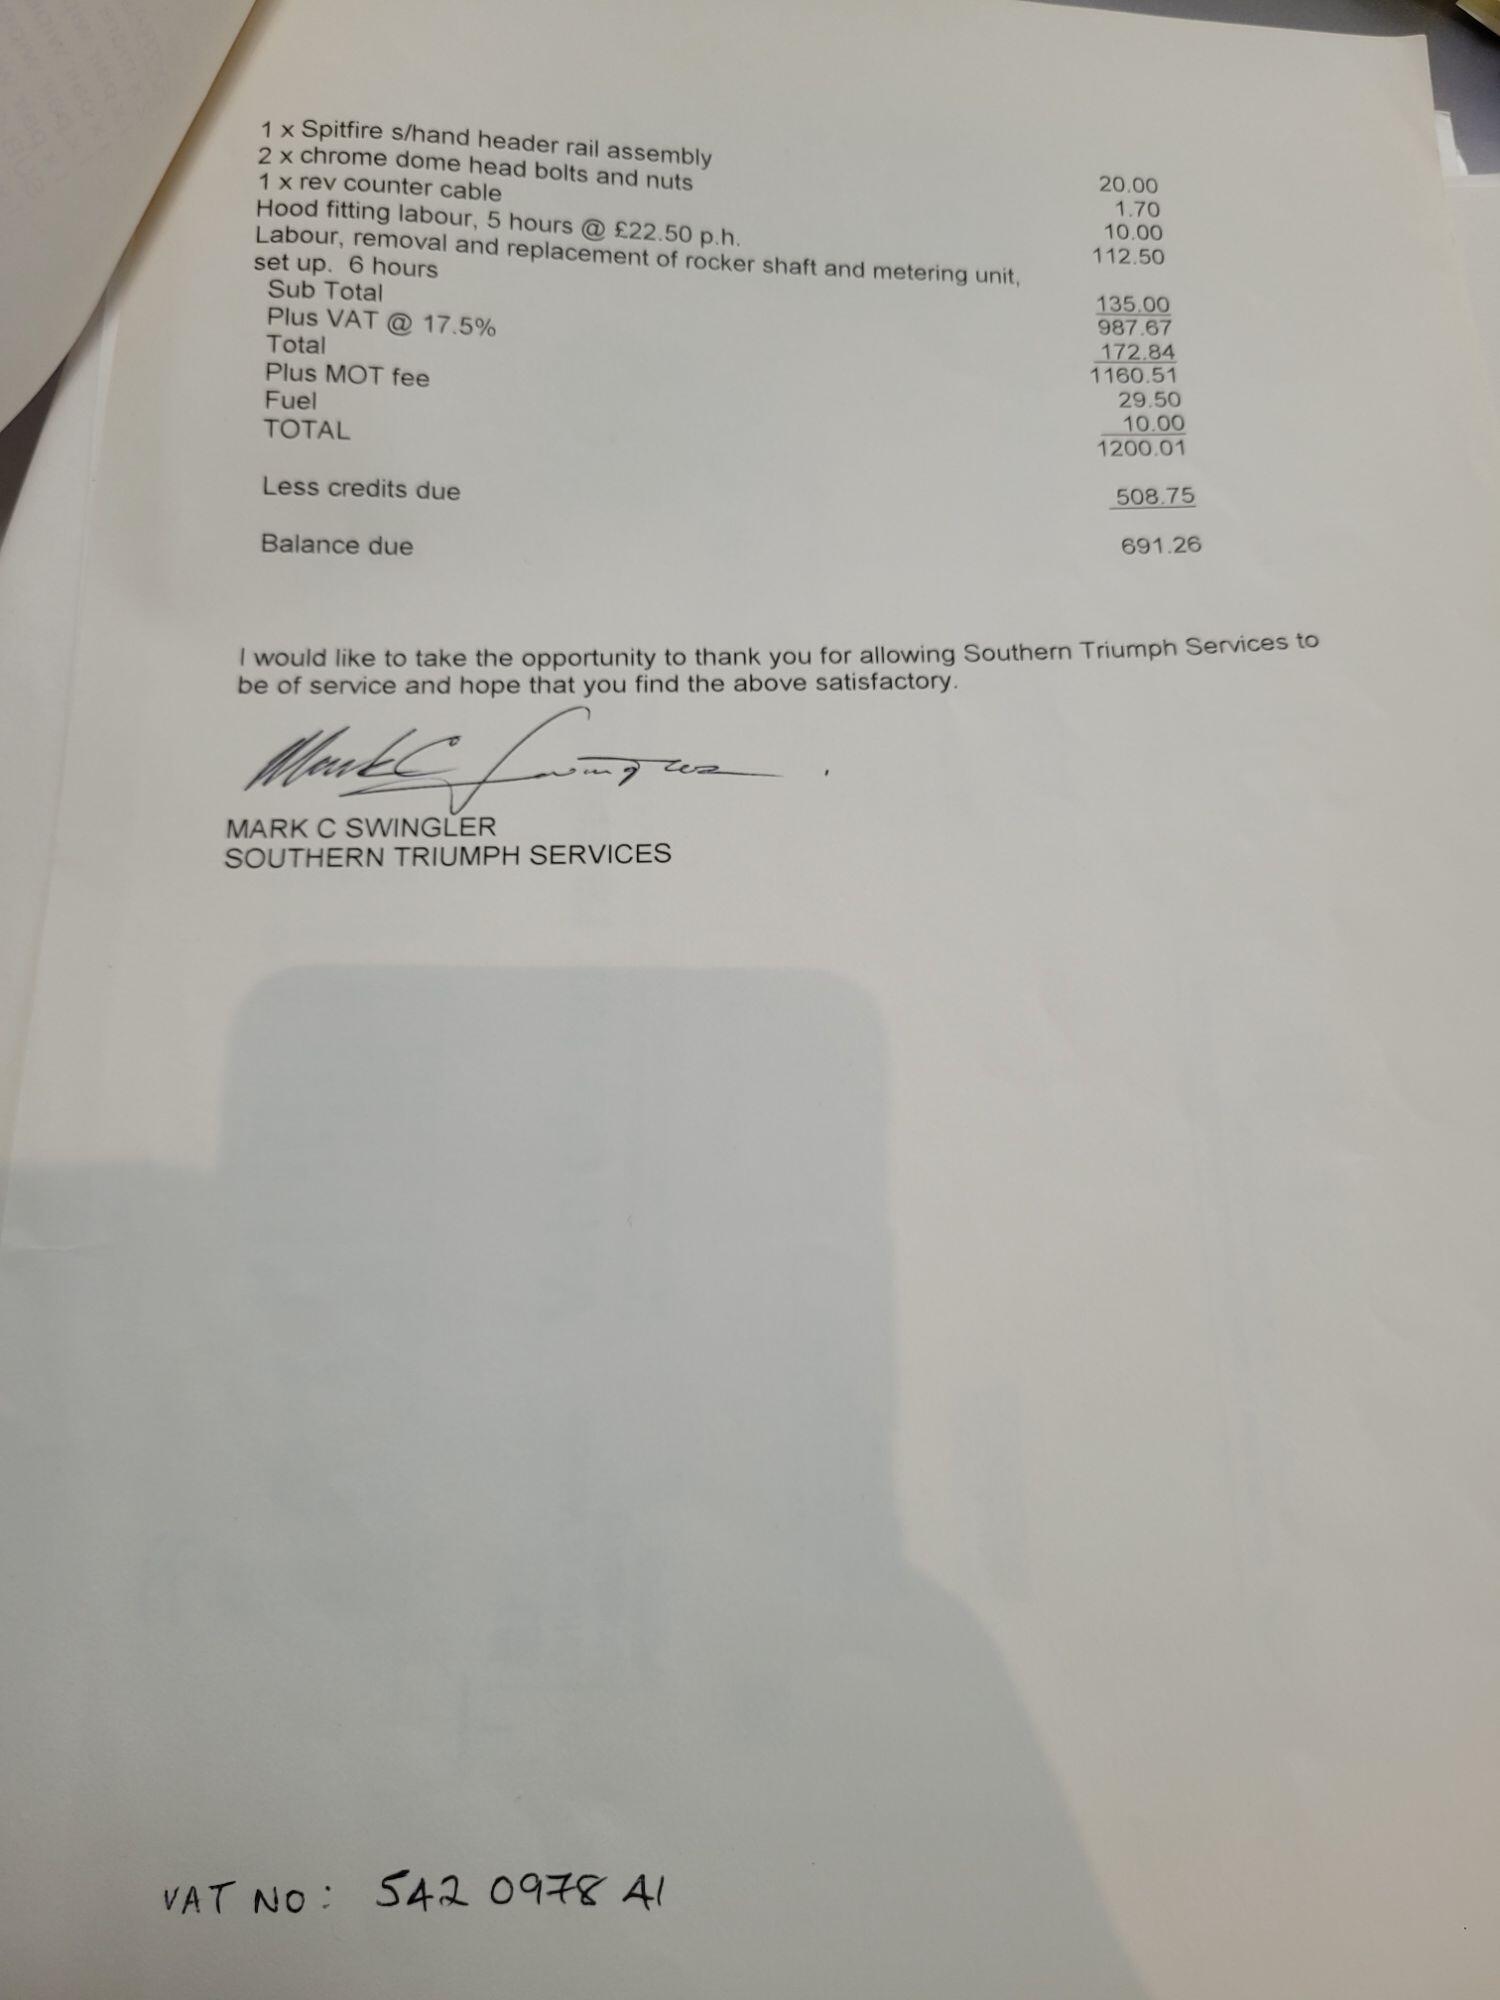 1 x Spitfire s/hand header rail assembly 20.00
2 x chrome dome head bolts and nuts 1.70
1 x rev counter cable 10.00
Hood fitting labour, 5 hours @ £22.50 p.h. 112.50
Labour, removal and replacement of rocker shaft and metering unit,
set up. 6 hours 135.00
Sub Total 987.67
Plus VAT @ 17.5% 172.84
Total 1160.51
Plus MOT fee 29.50
Fuel 10.00
TOTAL 1200.01
Less credits due 508.75
Balance due 691.26
I would like to take the opportunity to thank you for allowing Southern Triumph Services to
be of service and hope that you find the above satisfactory.
Mark C Swingler
MARK C SWINGLER
SOUTHERN TRIUMPH SERVICES
VAT NO: 542 0978 41